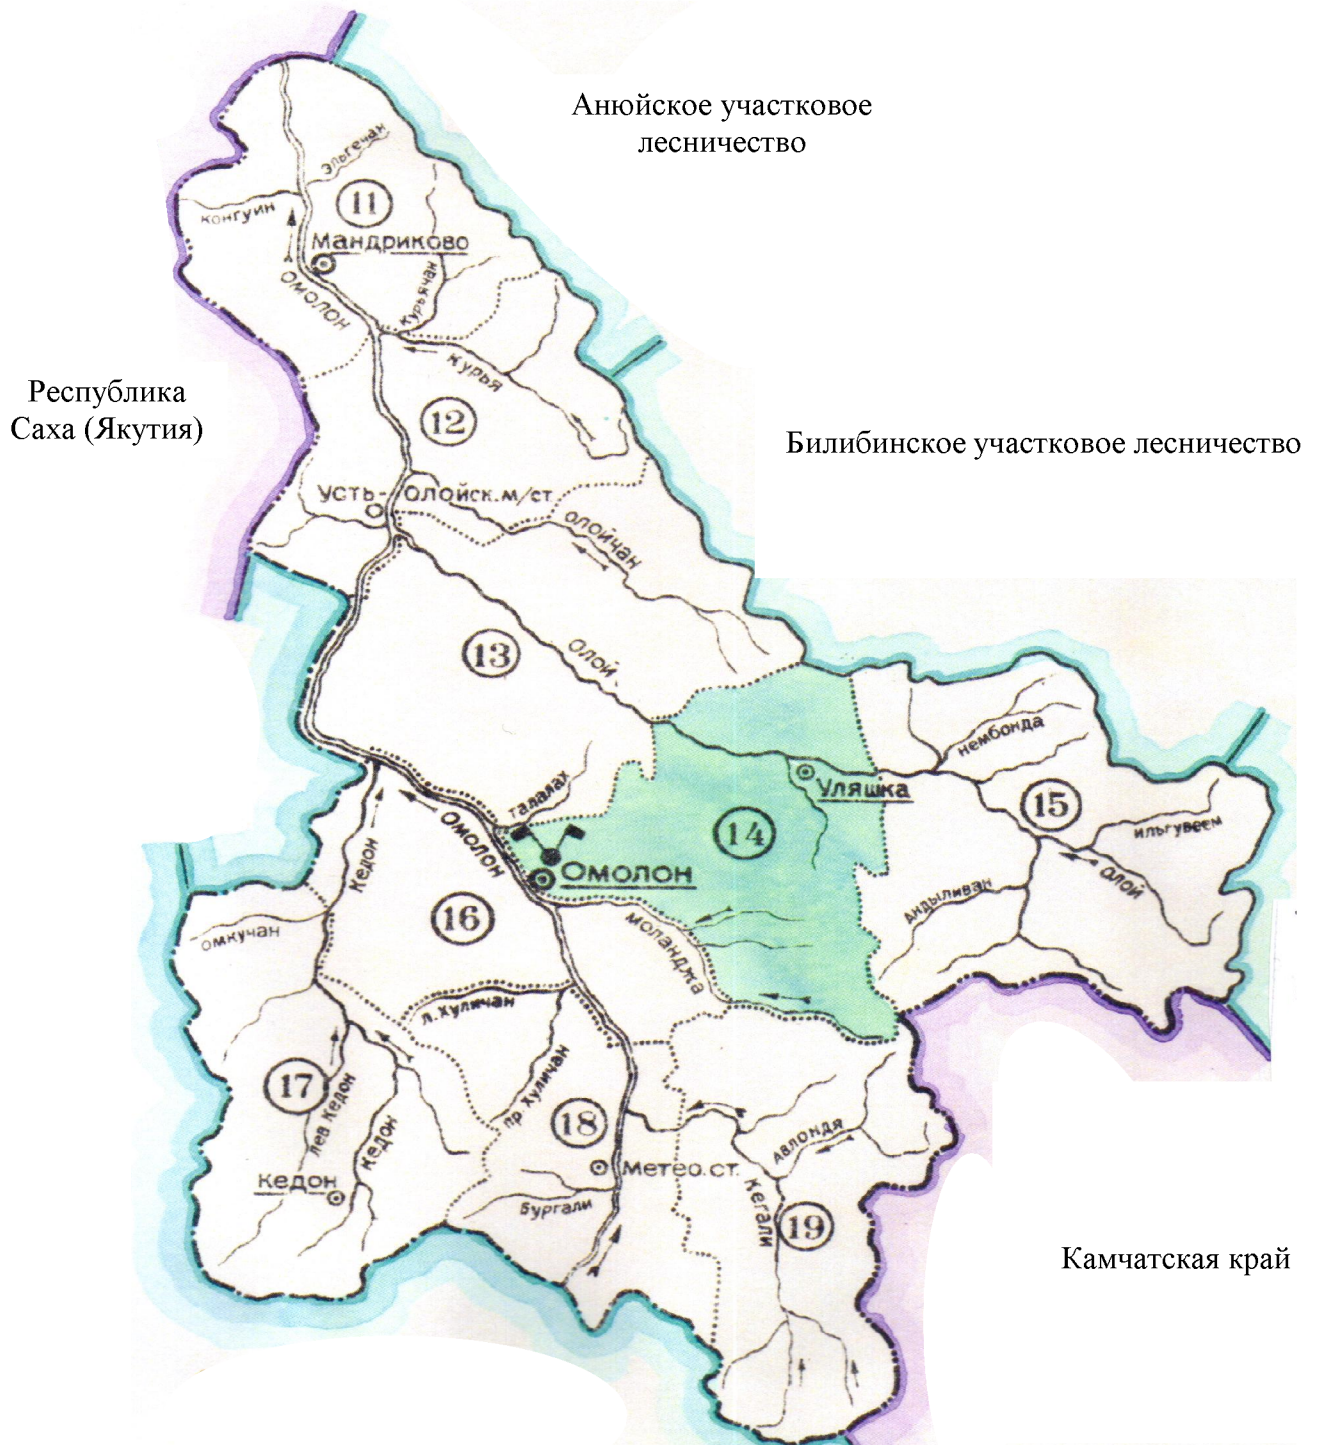 Анюйское участковое
лесничество
Эльгечан
11
Конгуин
Мандриково
Омолон
Курьячан
Республика
Саха (Якутия)
Курья
12
Билибинское участковое лесничество
Усть-Олойск.м/ст
Олойчан
13
Олой
Нембонда
Уляшка
15
Талалах
14
Ильгувеем
Омолон
Кедон
Омолон
Олой
Андыливан
16
Моланджа
Омкучан
л.Хуличан
17
лев Кедон
пр.Хуличан
18
Кедон
Авлондя
Метео.ст.
Кедон
Кегали
Бургали
19
Камчатская край